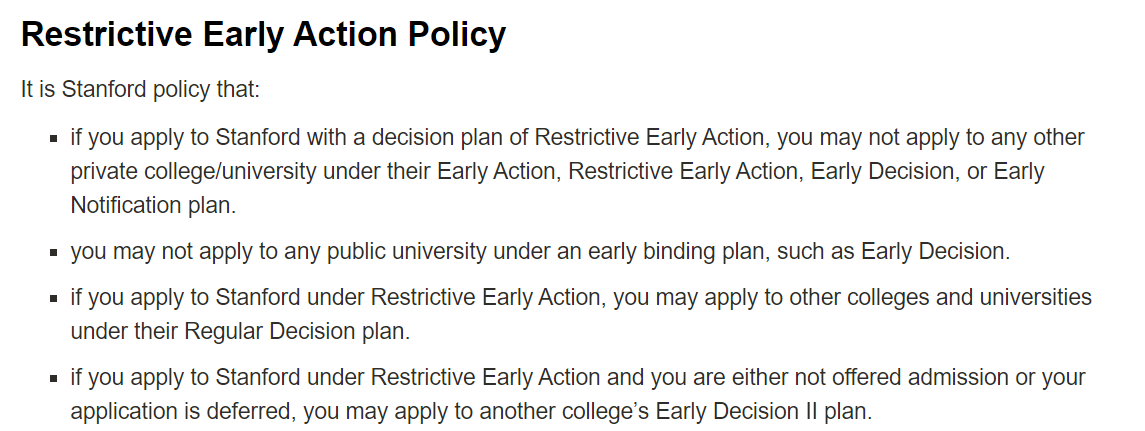 Restrictive Early Action Policy
It is Stanford policy that:
▪ if you apply to Stanford with a decision plan of Restrictive Early Action, you may not apply to any other
private college/university under their Early Action, Restrictive Early Action, Early Decision, or Early
Notification plan.
▪ you may not apply to any public university under an early binding plan, such as Early Decision.
▪ if you apply to Stanford under Restrictive Early Action, you may apply to other colleges and universities
under their Regular Decision plan.
▪ if you apply to Stanford under Restrictive Early Action and you are either not offered admission or your
application is deferred, you may apply to another college’s Early Decision II plan.